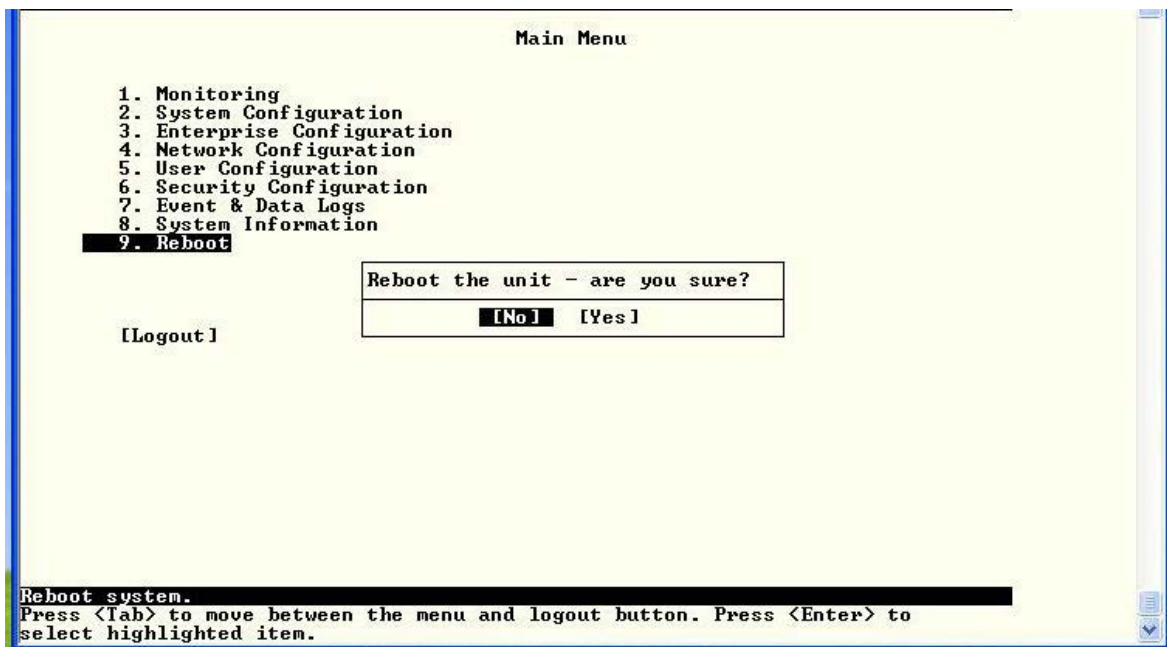 Main Menu
1. Monitoring
2. System Configuration
3. Enterprise Configuration
4. Network Configuration
5. User Configuration
6. Security Configuration
7. Event & Data Logs
8. System Information
9. Reboot
Reboot the unit - are you sure?
[No] [Yes]
[Logout]
Reboot system.
Press <Tab> to move between the menu and logout button. Press <Enter> to
select highlighted item.